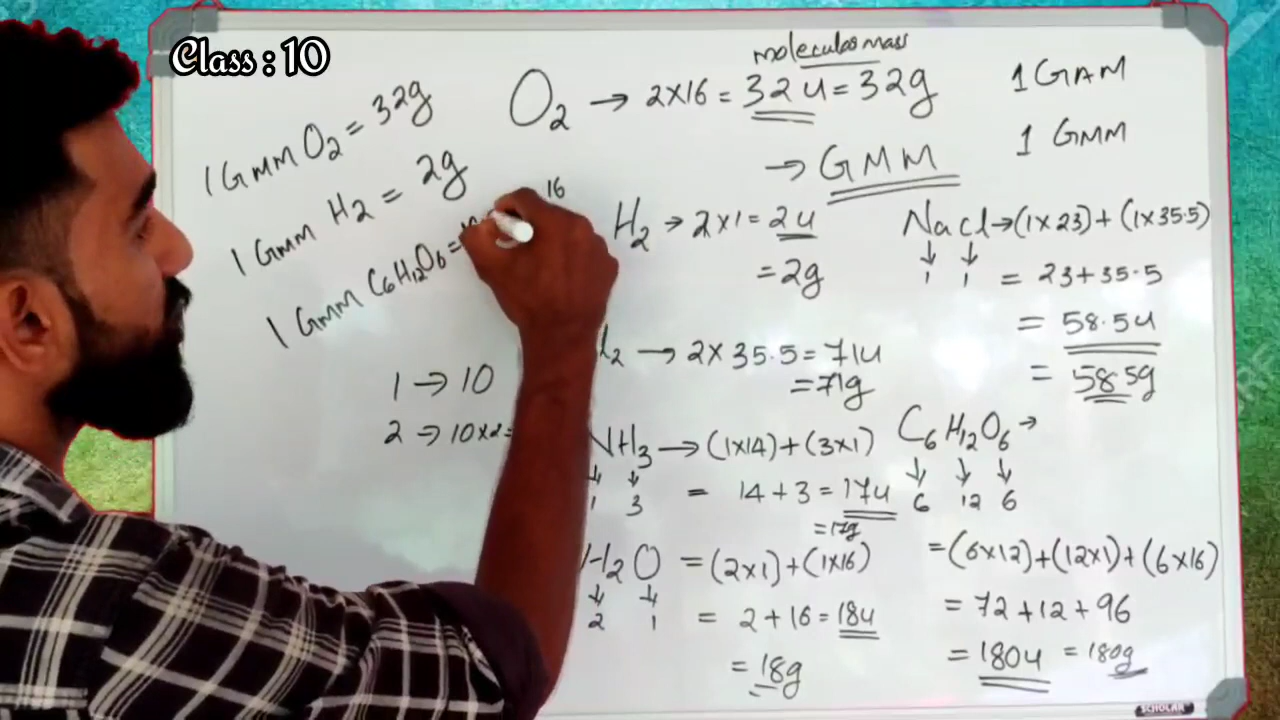 Class : 10
molecular mass
O2 → 2×16 = 32u = 32g
→ GMM
1 GAM
1 GMM
1 GMM O2 = 32g
1 GMM H2 = 2g
1 GMM C6H12O6 =
16
1 → 10
2 → 10×2=
H2 → 2×1 = 2u
= 2g
2 → 2×35.5 = 71u
= 71g
NH3 → (1×14) + (3×1)
1 3
= 14 + 3 = 17u
= 17g
H2O = (2×1) + (1×16)
2 1
= 2 + 16 = 18u
= 18g
Nacl → (1×23) + (1×35.5)
1 1
= 23 + 35.5
= 58.5u
= 58.5g
C6H12O6 →
6 12 6
= (6×12) + (12×1) + (6×16)
= 72 + 12 + 96
= 180u = 180g
SCHOLAR